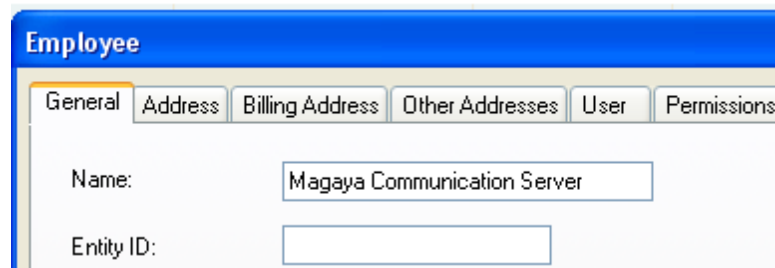 Employee
General Address Billing Address Other Addresses User Permissions
Name: Magaya Communication Server
Entity ID: